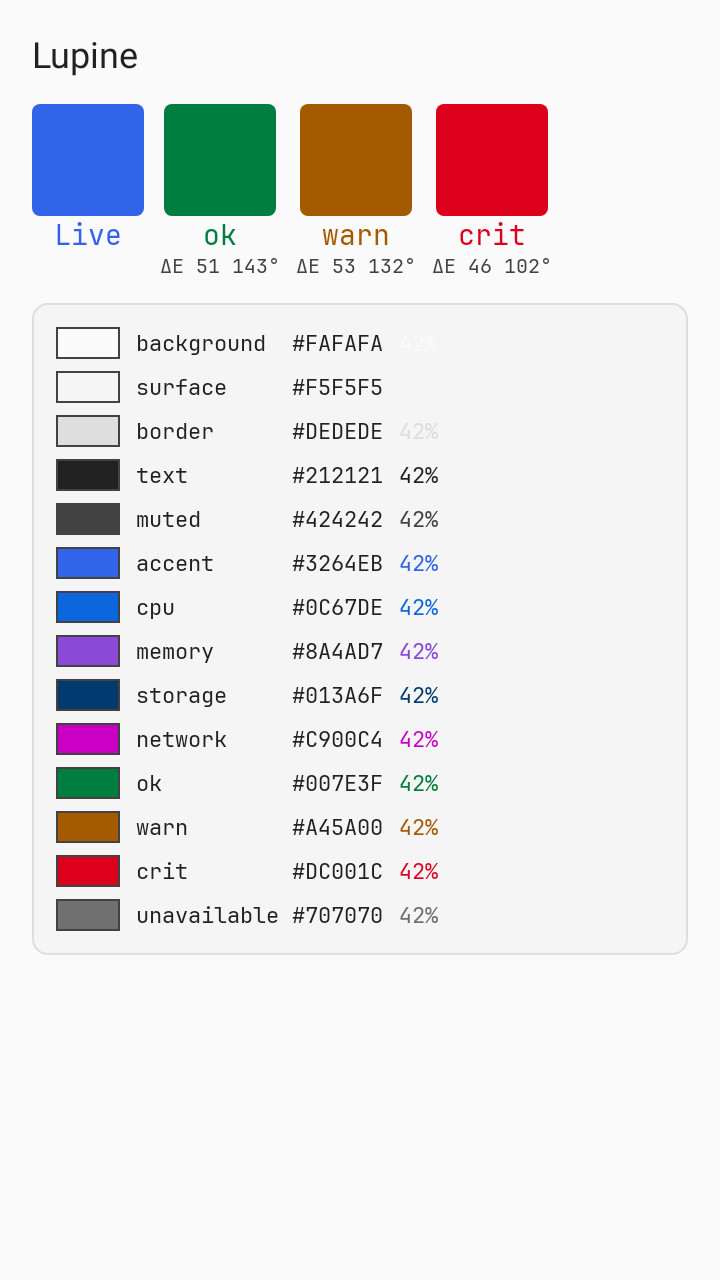 Lupine
Live ok warn crit
ΔE 51 143° ΔE 53 132° ΔE 46 102°
background #FAFAFA 42%
surface #F5F5F5
border #DEDEDE 42%
text #212121 42%
muted #424242 42%
accent #3264EB 42%
cpu #0C67DE 42%
memory #8A4AD7 42%
storage #013A6F 42%
network #C900C4 42%
ok #007E3F 42%
warn #A45A00 42%
crit #DC001C 42%
unavailable #707070 42%